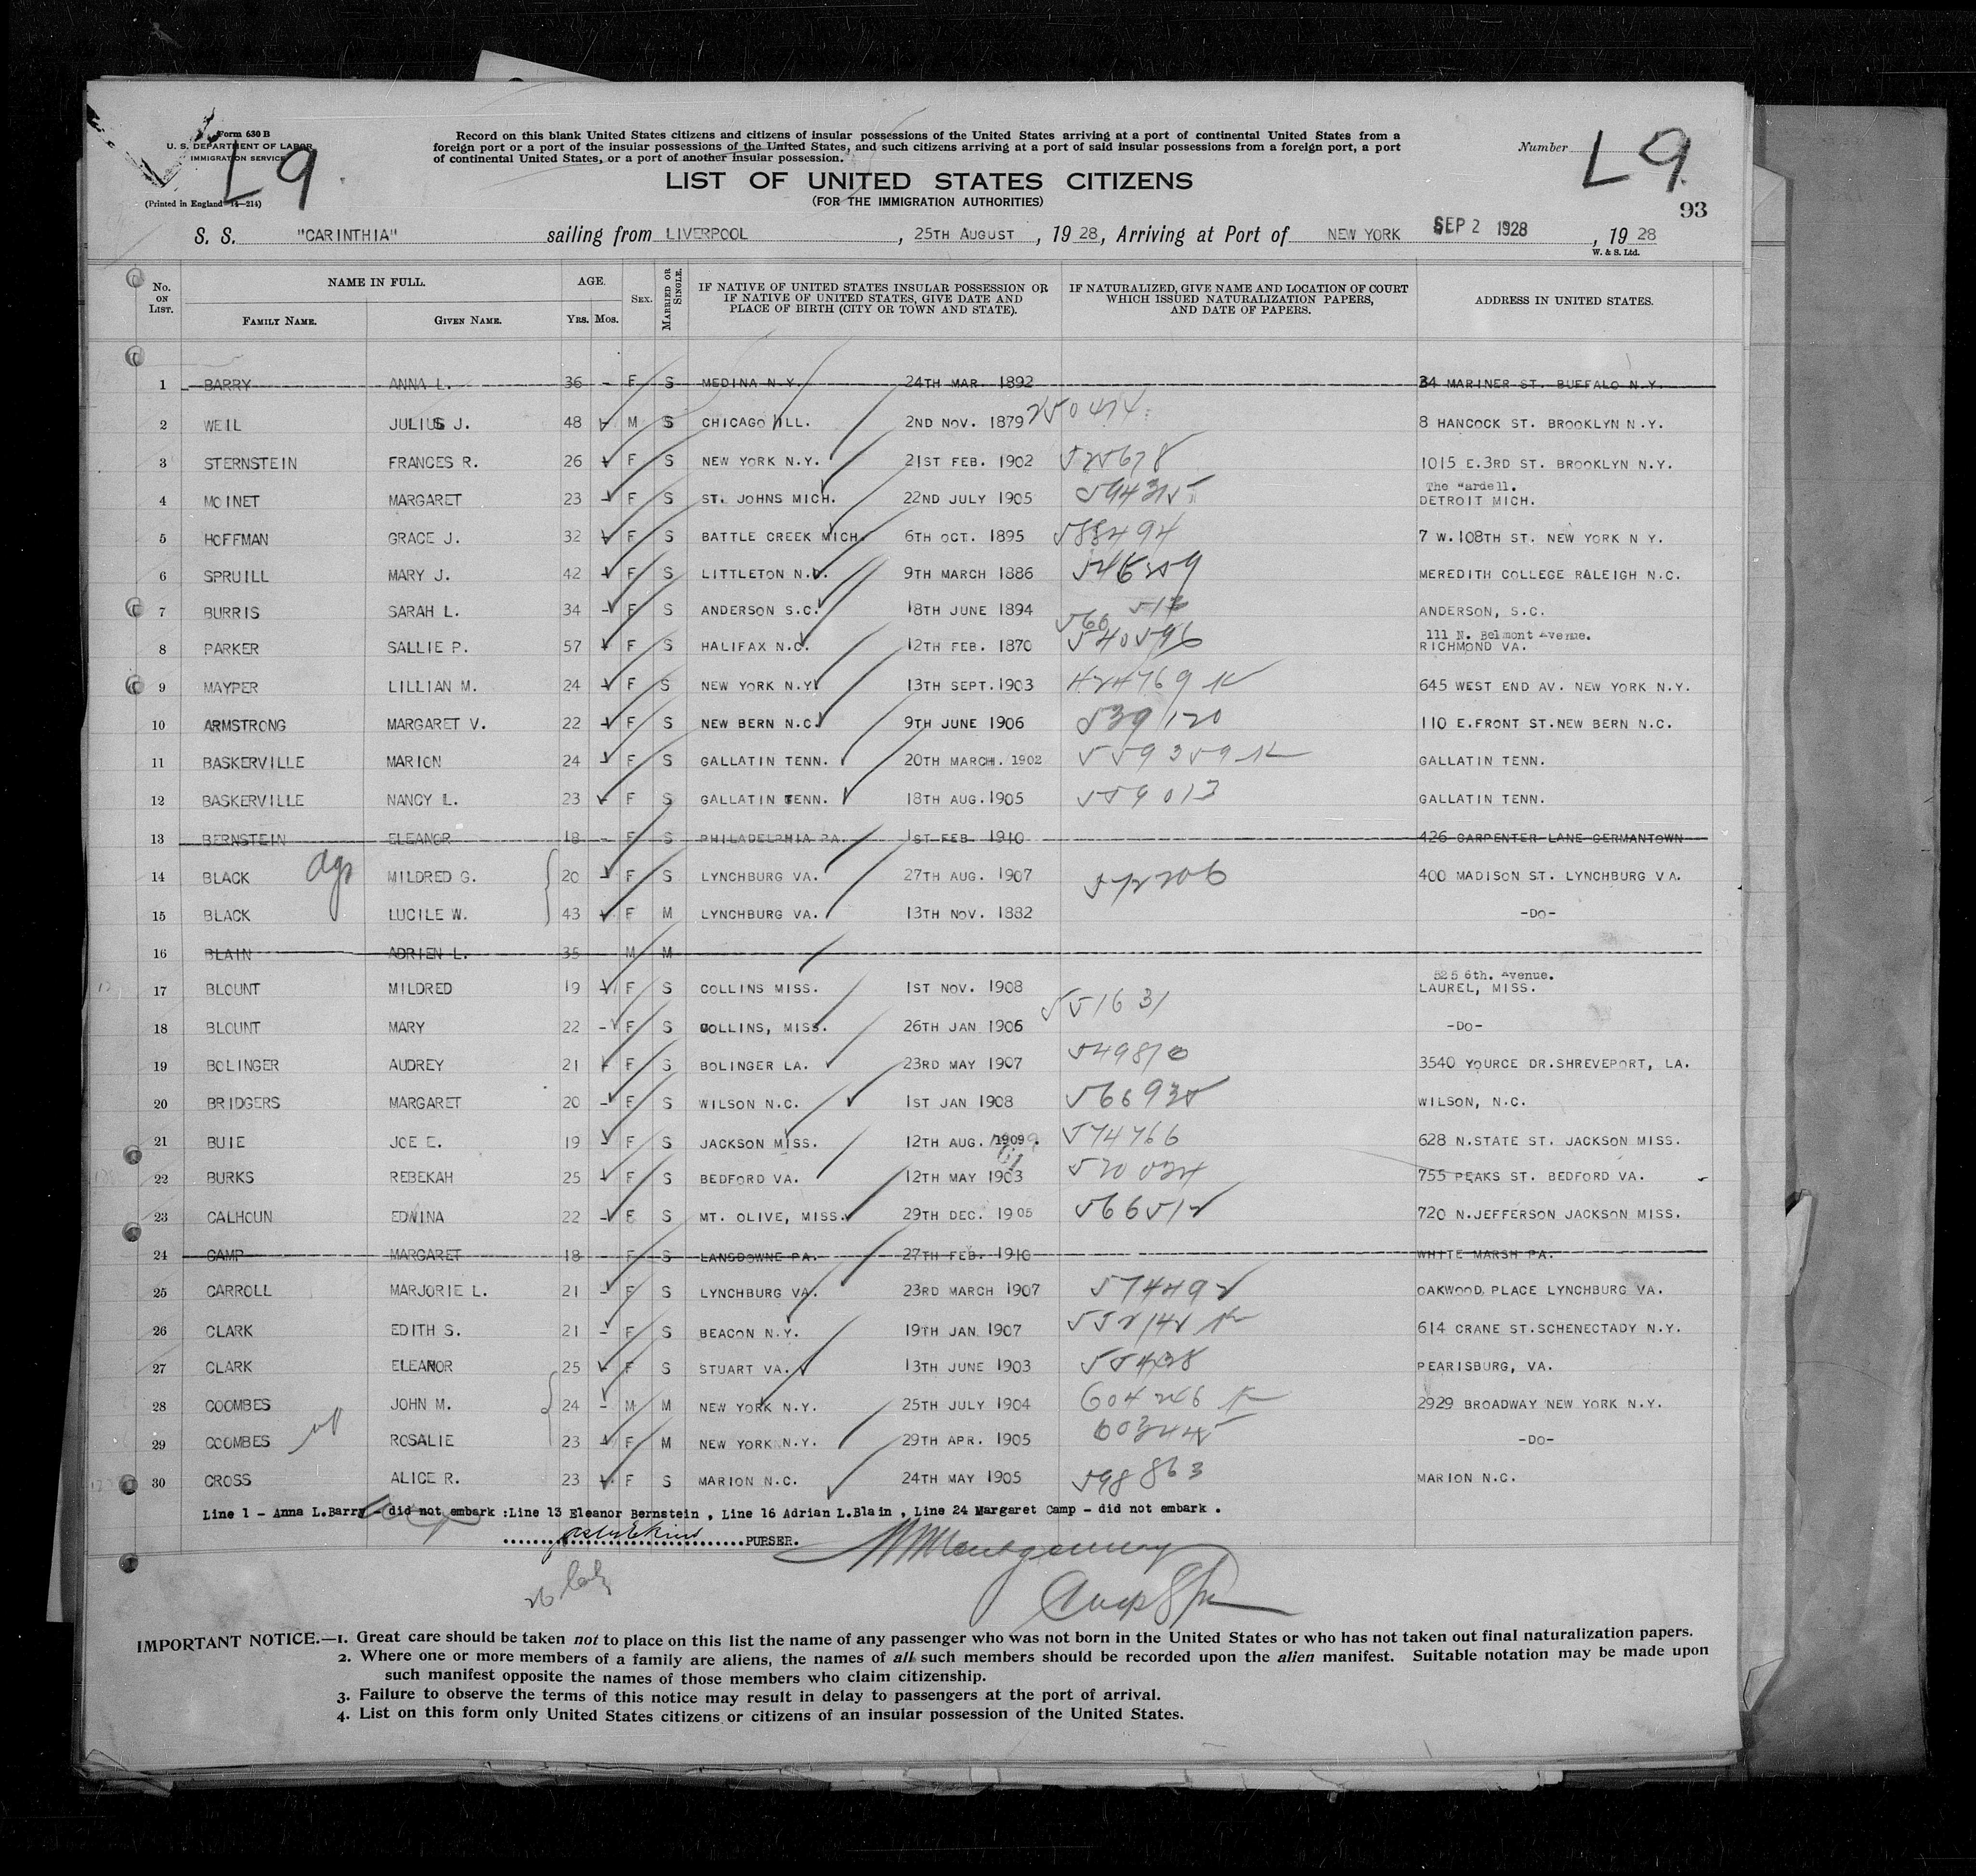 Form 630 B
U. S. DEPARTMENT OF LABOR
IMMIGRATION SERVICE
L 9
(Printed in England 14—214)
Record on this blank United States citizens and citizens of insular possessions of the United States arriving at a port of continental United States from a
foreign port or a port of the insular possessions of the United States, and such citizens arriving at a port of said insular possessions from a foreign port, a port
of continental United States, or a port of another insular possession.
Number L 9.
LIST OF UNITED STATES CITIZENS
(FOR THE IMMIGRATION AUTHORITIES)
93
S. S. "CARINTHIA" sailing from LIVERPOOL, 25TH AUGUST, 1928, Arriving at Port of NEW YORK SEP 2 1928, 1928
W. & S. Ltd.
No. ON LIST. NAME IN FULL. FAMILY NAME. GIVEN NAME. AGE. YRS. MOS. SEX. MARRIED OR SINGLE. IF NATIVE OF UNITED STATES INSULAR POSSESSION OR IF NATIVE OF UNITED STATES, GIVE DATE AND PLACE OF BIRTH (CITY OR TOWN AND STATE). IF NATURALIZED, GIVE NAME AND LOCATION OF COURT WHICH ISSUED NATURALIZATION PAPERS, AND DATE OF PAPERS. ADDRESS IN UNITED STATES.
1 BARRY ANNA L. 36 - F S MEDINA N.Y. 24TH MAR. 1892 34 MARINER ST. BUFFALO N.Y.
2 WEIL JULIUS J. 48 - M S CHICAGO ILL. 2ND NOV. 1879 250474 8 HANCOCK ST. BROOKLYN N.Y.
3 STERNSTEIN FRANCES R. 26 - F S NEW YORK N.Y. 21ST FEB. 1902 525678 1015 E.3RD ST. BROOKLYN N.Y.
4 MOINET MARGARET 23 - F S ST. JOHNS MICH. 22ND JULY 1905 594315 The Wardell. DETROIT MICH.
5 HOFFMAN GRACE J. 32 - F S BATTLE CREEK MICH. 6TH OCT. 1895 588494 7 W.108TH ST. NEW YORK N Y.
6 SPRUILL MARY J. 42 - F S LITTLETON N.C. 9TH MARCH 1886 MEREDITH COLLEGE RALEIGH N.C.
7 BURRIS SARAH L. 34 - F S ANDERSON S.C. 18TH JUNE 1894 ANDERSON, S.C.
8 PARKER SALLIE P. 57 - F S HALIFAX N.C. 12TH FEB. 1870 540596 111 N. Belmont Avenue. RICHMOND VA.
9 MAYPER LILLIAN M. 24 - F S NEW YORK N.Y. 13TH SEPT.1903 424769 645 WEST END AV. NEW YORK N.Y.
10 ARMSTRONG MARGARET V. 22 - F S NEW BERN N.C. 9TH JUNE 1906 539120 110 E.FRONT ST.NEW BERN N.C.
11 BASKERVILLE MARION 24 - F S GALLATIN TENN. 20TH MARCH. 1902 559359 GALLATIN TENN.
12 BASKERVILLE NANCY L. 23 - F S GALLATIN TENN. 18TH AUG.1905 559013 GALLATIN TENN.
13 BERNSTEIN ELEANOR 18 - F S PHILADELPHIA PA. 1ST FEB 1910 426 CARPENTER LANE GERMANTOWN
14 BLACK MILDRED G. 20 - F S LYNCHBURG VA. 27TH AUG. 1907 572206 400 MADISON ST. LYNCHBURG VA.
15 BLACK LUCILE W. 43 - F M LYNCHBURG VA. 13TH NOV. 1882 -DO-
16 BLAIN ADRIEN L. 35 M M
17 BLOUNT MILDRED 19 - F S COLLINS MISS. 1ST NOV. 1908 525 6th. Avenue. LAUREL, MISS.
18 BLOUNT MARY 22 - F S COLLINS, MISS. 26TH JAN 1906 551631 -DO-
19 BOLINGER AUDREY 21 - F S BOLINGER LA. 23RD MAY 1907 549810 3540 YOURCE DR.SHREVEPORT, LA.
20 BRIDGERS MARGARET 20 - F S WILSON N.C. 1ST JAN 1908 566935 WILSON, N.C.
21 BUIE JOE E. 19 - F S JACKSON MISS. 12TH AUG. 1909. 574766 628 N.STATE ST. JACKSON MISS.
22 BURKS REBEKAH 25 - F S BEDFORD VA. 12TH MAY 1903 520034 755 PEAKS ST. BEDFORD VA.
23 CALHOUN EDWINA 22 - F S MT. OLIVE, MISS. 29TH DEC. 1905 566512 720 N.JEFFERSON JACKSON MISS.
24 CAMP MARGARET 18 - F S LANSDOWNE PA. 27TH FEB. 1910 WHITE MARSH PA.
25 CARROLL MARJORIE L. 21 - F S LYNCHBURG VA. 23RD MARCH 1907 574492 OAKWOOD PLACE LYNCHBURG VA.
26 CLARK EDITH S. 21 - F S BEACON N.Y. 19TH JAN 1907 552142 614 CRANE ST.SCHENECTADY N.Y.
27 CLARK ELEANOR 25 - F S STUART VA. 13TH JUNE 1903 PEARISBURG, VA.
28 COOMBES JOHN M. 24 - M M NEW YORK N.Y. 25TH JULY 1904 604246 2929 BROADWAY NEW YORK N.Y.
29 COOMBES ROSALIE 23 - F M NEW YORK N.Y. 29TH APR. 1905 -DO-
30 CROSS ALICE R. 23 - F S MARION N.C. 24TH MAY 1905 598863 MARION N.C.
Line 1 - Anna L.Barry - did not embark :Line 13 Eleanor Bernstein , Line 16 Adrian L.Blain , Line 24 Margaret Camp - did not embark .
PURSER.
IMPORTANT NOTICE.—1. Great care should be taken not to place on this list the name of any passenger who was not born in the United States or who has not taken out final naturalization papers.
2. Where one or more members of a family are aliens, the names of all such members should be recorded upon the alien manifest. Suitable notation may be made upon
such manifest opposite the names of those members who claim citizenship.
3. Failure to observe the terms of this notice may result in delay to passengers at the port of arrival.
4. List on this form only United States citizens or citizens of an insular possession of the United States.